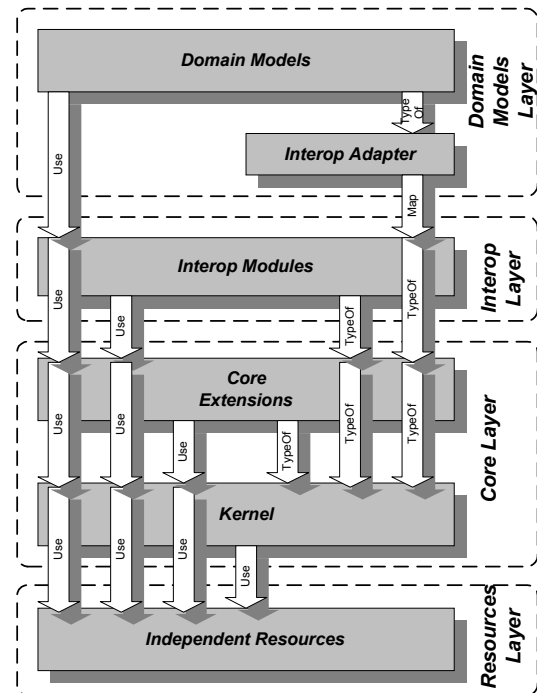 Domain Models
Domain
Models
Layer
Type
Of
Use
Interop Adapter
Map
Interop Modules
Interop
Layer
Use
Use
TypeOf
TypeOf
Core
Extensions
Core Layer
Use
Use
Use
TypeOf
TypeOf
TypeOf
Kernel
Use
Use
Use
Use
Independent Resources
Resources
Layer